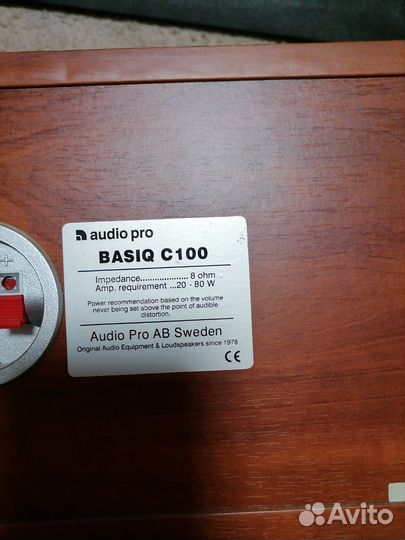 audio pro
BASIQ C100
Impedance....................8 ohm
Amp. requirement ...20 - 80 W
Power recommendation based on the volume
never being set above the point of audible
distortion.
Audio Pro AB Sweden
Original Audio Equipment & Loudspeakers since 1978
CE
+
Avito